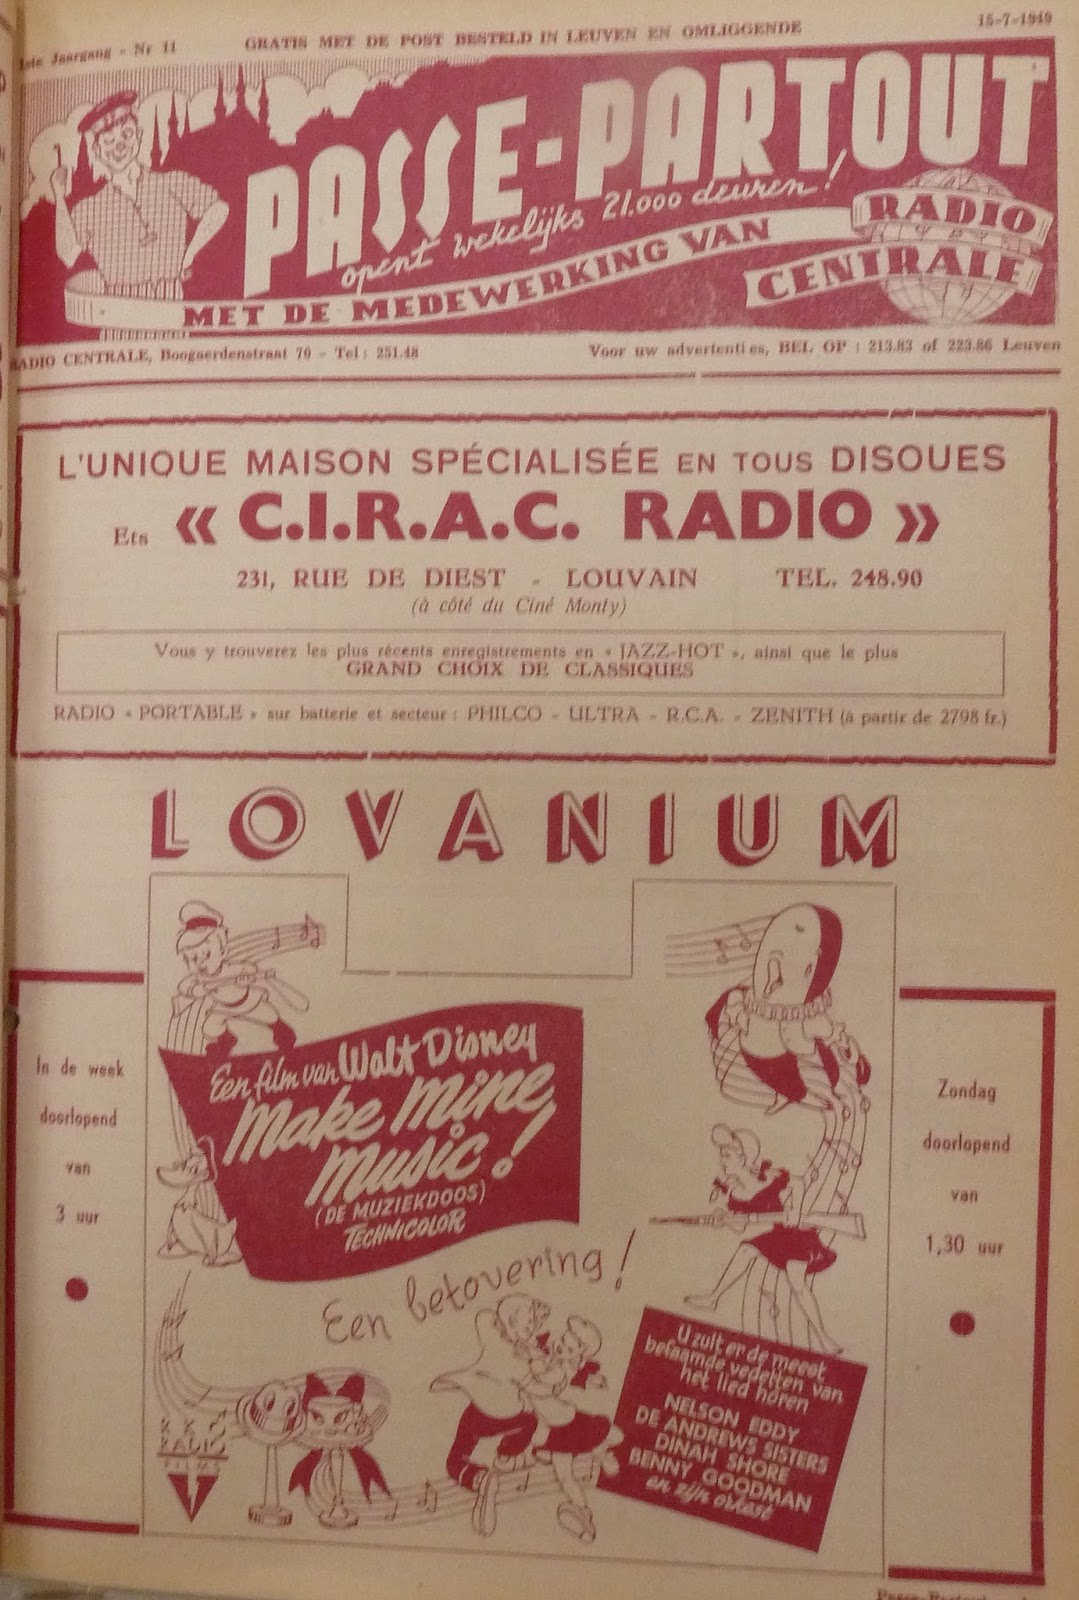 1ste Jaargang - Nr 11
GRATIS MET DE POST BESTELD IN LEUVEN EN OMLIGGENDE
15-7-1949
PASSE-PARTOUT
opent wekelijks 21.000 deuren!
MET DE MEDEWERKING VAN
RADIO
CENTRALE
RADIO CENTRALE, Boogaerdenstraat 70 - Tel: 251.48
Voor uw advertenties, BEL OP : 213.83 of 223.86 Leuven
L'UNIQUE MAISON SPÉCIALISÉE EN TOUS DISQUES
Ets « C.I.R.A.C. RADIO »
231, RUE DE DIEST - LOUVAIN TEL. 248.90
(à côté du Ciné Monty)
Vous y trouverez les plus récents enregistrements en « JAZZ-HOT », ainsi que le plus
GRAND CHOIX DE CLASSIQUES
RADIO « PORTABLE » sur batterie et secteur : PHILCO - ULTRA - R.C.A. - ZENITH (à partir de 2798 fr.)
LOVANIUM
In de week
doorlopend
van
3 uur
Een film van Walt Disney
Make mine
music!
(DE MUZIEKDOOS)
TECHNICOLOR
Een betovering!
R.K.O.
RADIO
FILMS
U zult er de meest
befaamde vedetten van
het lied horen
NELSON EDDY
DE ANDREWS SISTERS
DINAH SHORE
BENNY GOODMAN
en zijn orkest
Zondag
doorlopend
van
1,30 uur